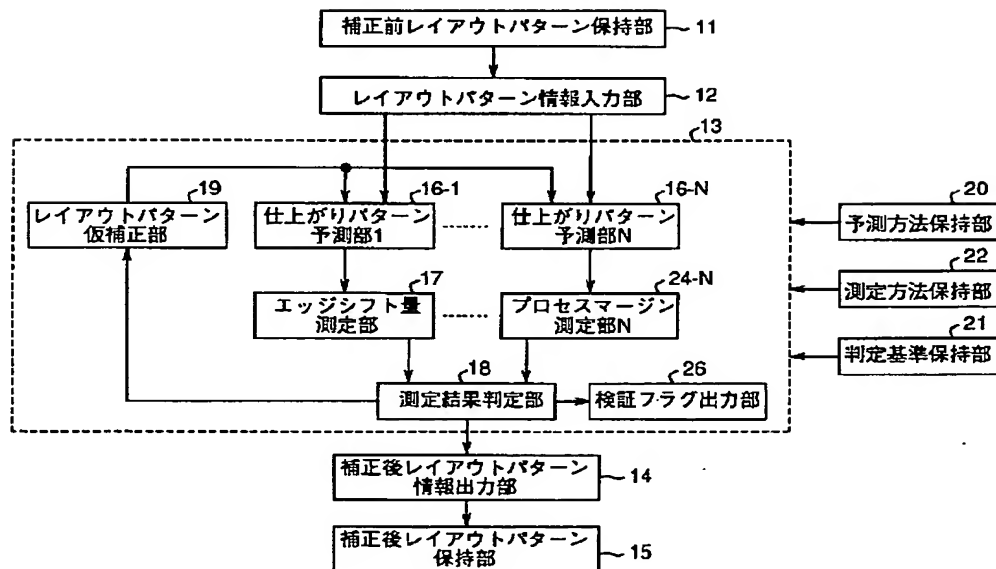 補正前レイアウトパターン保持部
11
レイアウトパターン情報入力部
12
13
19
レイアウトパターン
仮補正部
16-1
仕上がりパターン
予測部1
16-N
仕上がりパターン
予測部N
20
予測方法保持部
17
エッジシフト量
測定部
24-N
プロセスマージン
測定部N
22
測定方法保持部
21
判定基準保持部
18
測定結果判定部
26
検証フラグ出力部
補正後レイアウトパターン
情報出力部
14
補正後レイアウトパターン
保持部
15